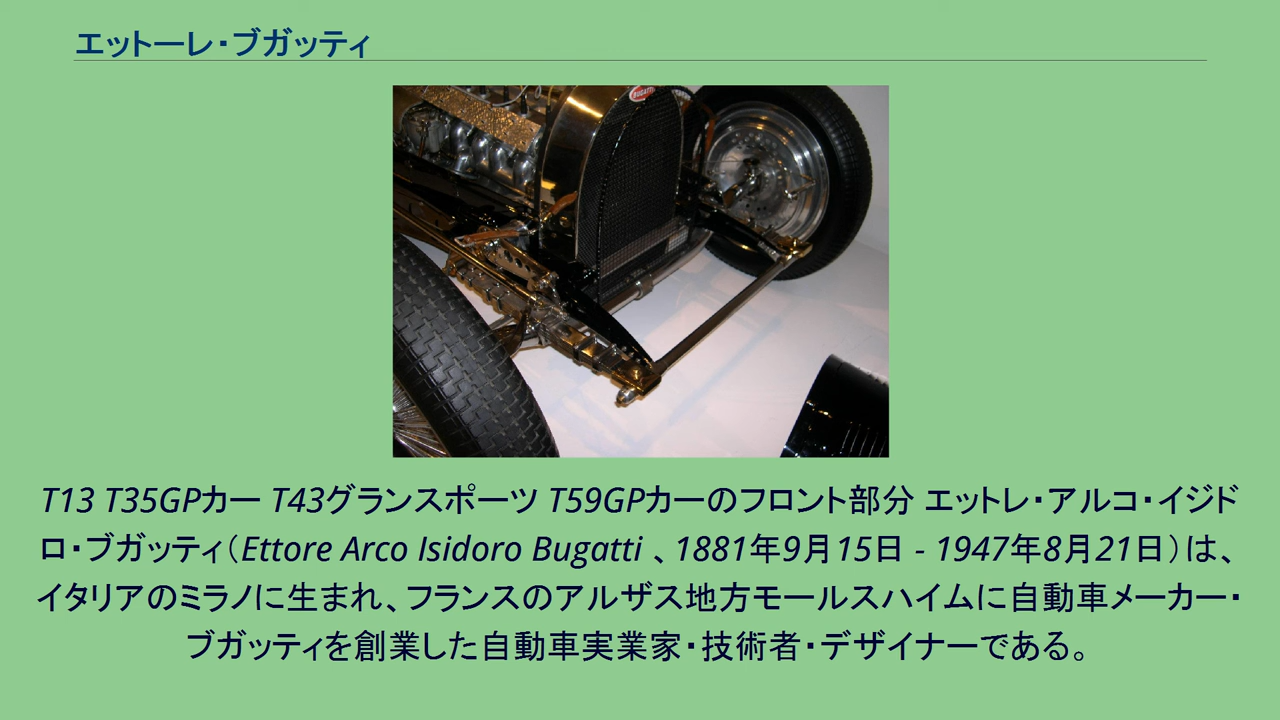 エットーレ・ブガッティ
BUGATTI
T13 T35GPカー T43グランスポーツ T59GPカーのフロント部分 エットレ・アルコ・イジド
ロ・ブガッティ（Ettore Arco Isidoro Bugatti 、1881年9月15日 - 1947年8月21日）は、
イタリアのミラノに生まれ、フランスのアルザス地方モールスハイムに自動車メーカー・
ブガッティを創業した自動車実業家・技術者・デザイナーである。